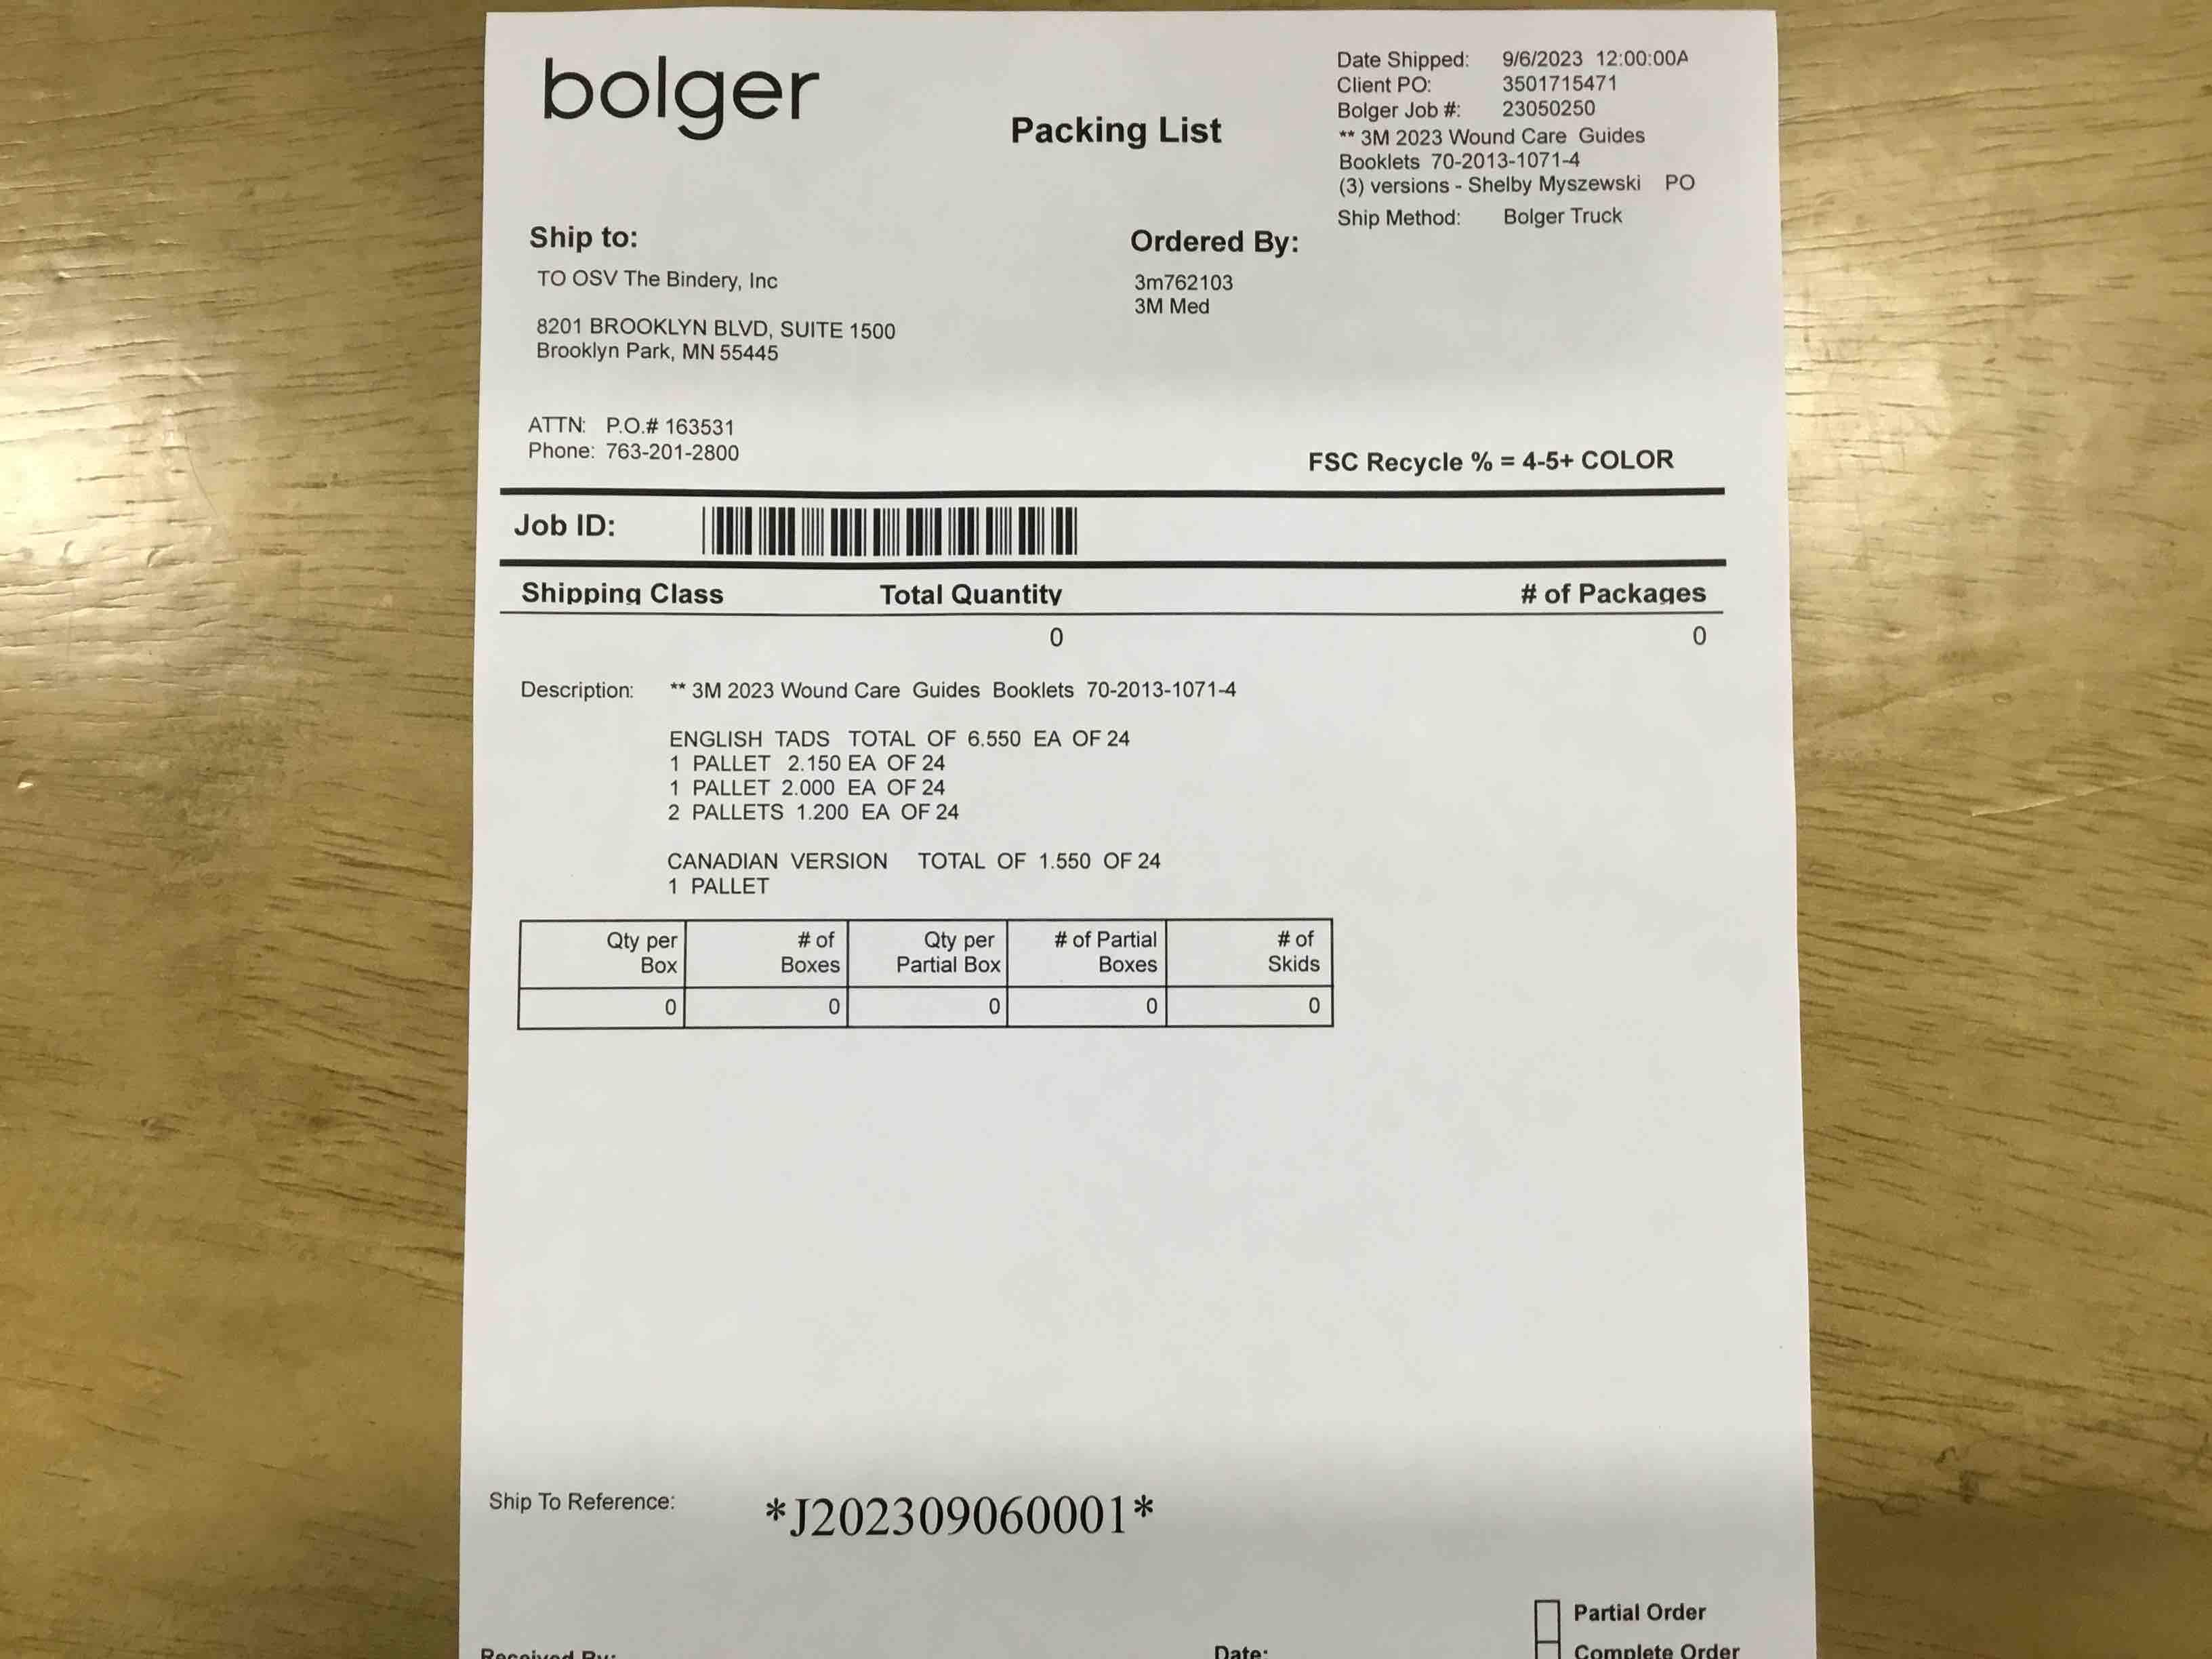 bolger
Packing List
Date Shipped: 9/6/2023 12:00:00A
Client PO: 3501715471
Bolger Job #: 23050250
** 3M 2023 Wound Care Guides
Booklets 70-2013-1071-4
(3) versions - Shelby Myszewski PO
Ship Method: Bolger Truck
Ship to:
TO OSV The Bindery, Inc
8201 BROOKLYN BLVD, SUITE 1500
Brooklyn Park, MN 55445
Ordered By:
3m762103
3M Med
ATTN: P.O.# 163531
Phone: 763-201-2800
FSC Recycle % = 4-5+ COLOR
Job ID:
Shipping Class Total Quantity # of Packages
0 0
Description: ** 3M 2023 Wound Care Guides Booklets 70-2013-1071-4
ENGLISH TADS TOTAL OF 6.550 EA OF 24
1 PALLET 2.150 EA OF 24
1 PALLET 2.000 EA OF 24
2 PALLETS 1.200 EA OF 24
CANADIAN VERSION TOTAL OF 1.550 OF 24
1 PALLET
Qty per Box # of Boxes Qty per Partial Box # of Partial Boxes # of Skids
0 0 0 0 0
Ship To Reference: *J202309060001*
Partial Order
Received By: Date: Complete Order